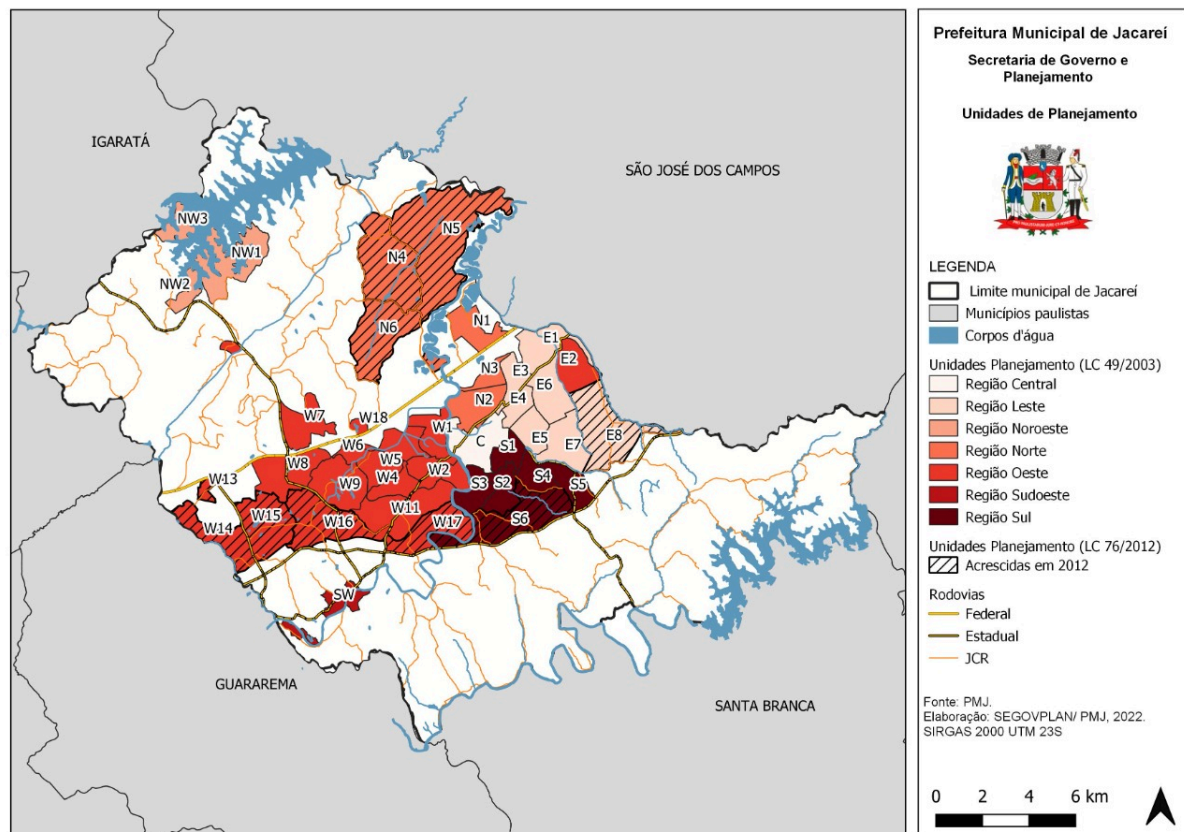 IGARATÁ
SÃO JOSÉ DOS CAMPOS
NW3
NW1
NW2
N5
N4
N6
N1
E1
N3
E3
E2
E6
W7
W18
N2
E4
W1
C
S1
E5
E7
E8
W6
W5
W8
W2
W4
W9
S3
S2
S4
S5
W13
W14
W15
W16
W11
W17
S6
SW
GUARAREMA
SANTA BRANCA
Prefeitura Municipal de Jacareí
Secretaria de Governo e
Planejamento
Unidades de Planejamento
LEGENDA
Limite municipal de Jacareí
Municípios paulistas
Corpos d'água
Unidades Planejamento (LC 49/2003)
Região Central
Região Leste
Região Noroeste
Região Norte
Região Oeste
Região Sudoeste
Região Sul
Unidades Planejamento (LC 76/2012)
Acrescidas em 2012
Rodovias
Federal
Estadual
JCR
Fonte: PMJ.
Elaboração: SEGOVPLAN/ PMJ, 2022.
SIRGAS 2000 UTM 23S
0 2 4 6 km